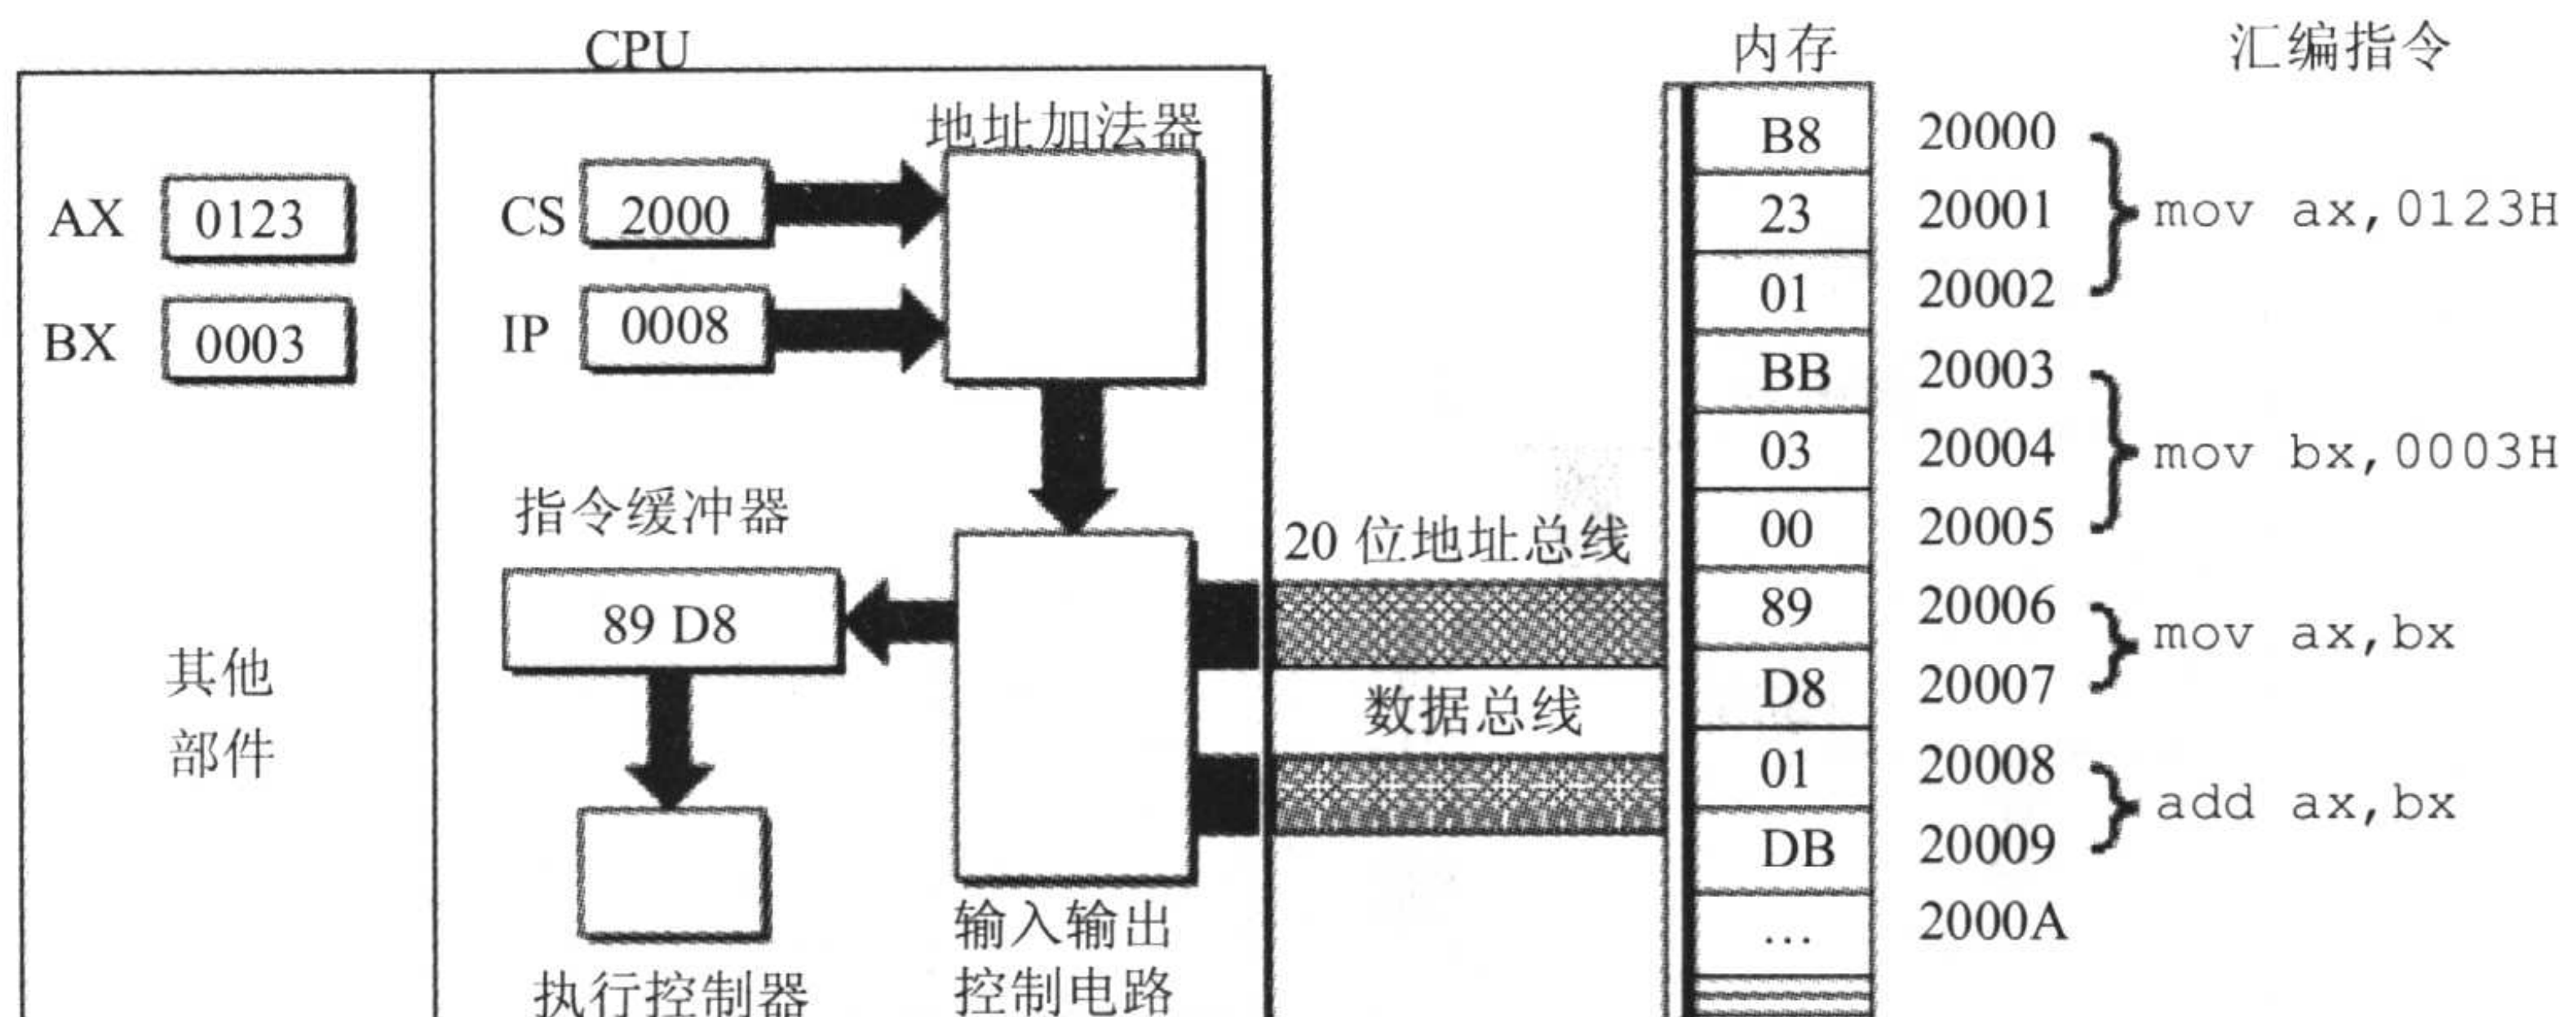 CPU
内存
汇编指令
地址加法器
AX
0123
CS
2000
BX
0003
IP
0008
指令缓冲器
89 D8
其他
部件
执行控制器
输入输出
控制电路
20 位地址总线
数据总线
B8 20000
23 20001 mov ax,0123H
01 20002
BB 20003
03 20004 mov bx,0003H
00 20005
89 20006
mov ax,bx
D8 20007
01 20008
add ax,bx
DB 20009
… 2000A